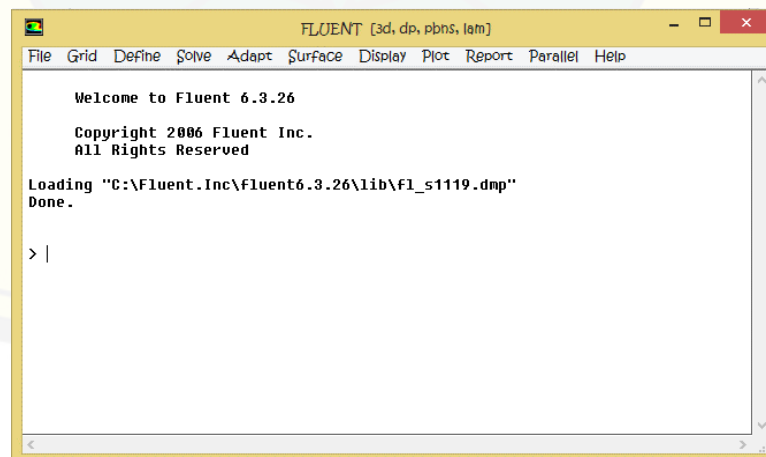 FLUENT [3d, dp, pbns, lam]
File Grid Define Solve Adapt Surface Display Plot Report Parallel Help
Welcome to Fluent 6.3.26
Copyright 2006 Fluent Inc.
All Rights Reserved
Loading "C:\Fluent.Inc\fluent6.3.26\lib\fl_s1119.dmp"
Done.
>